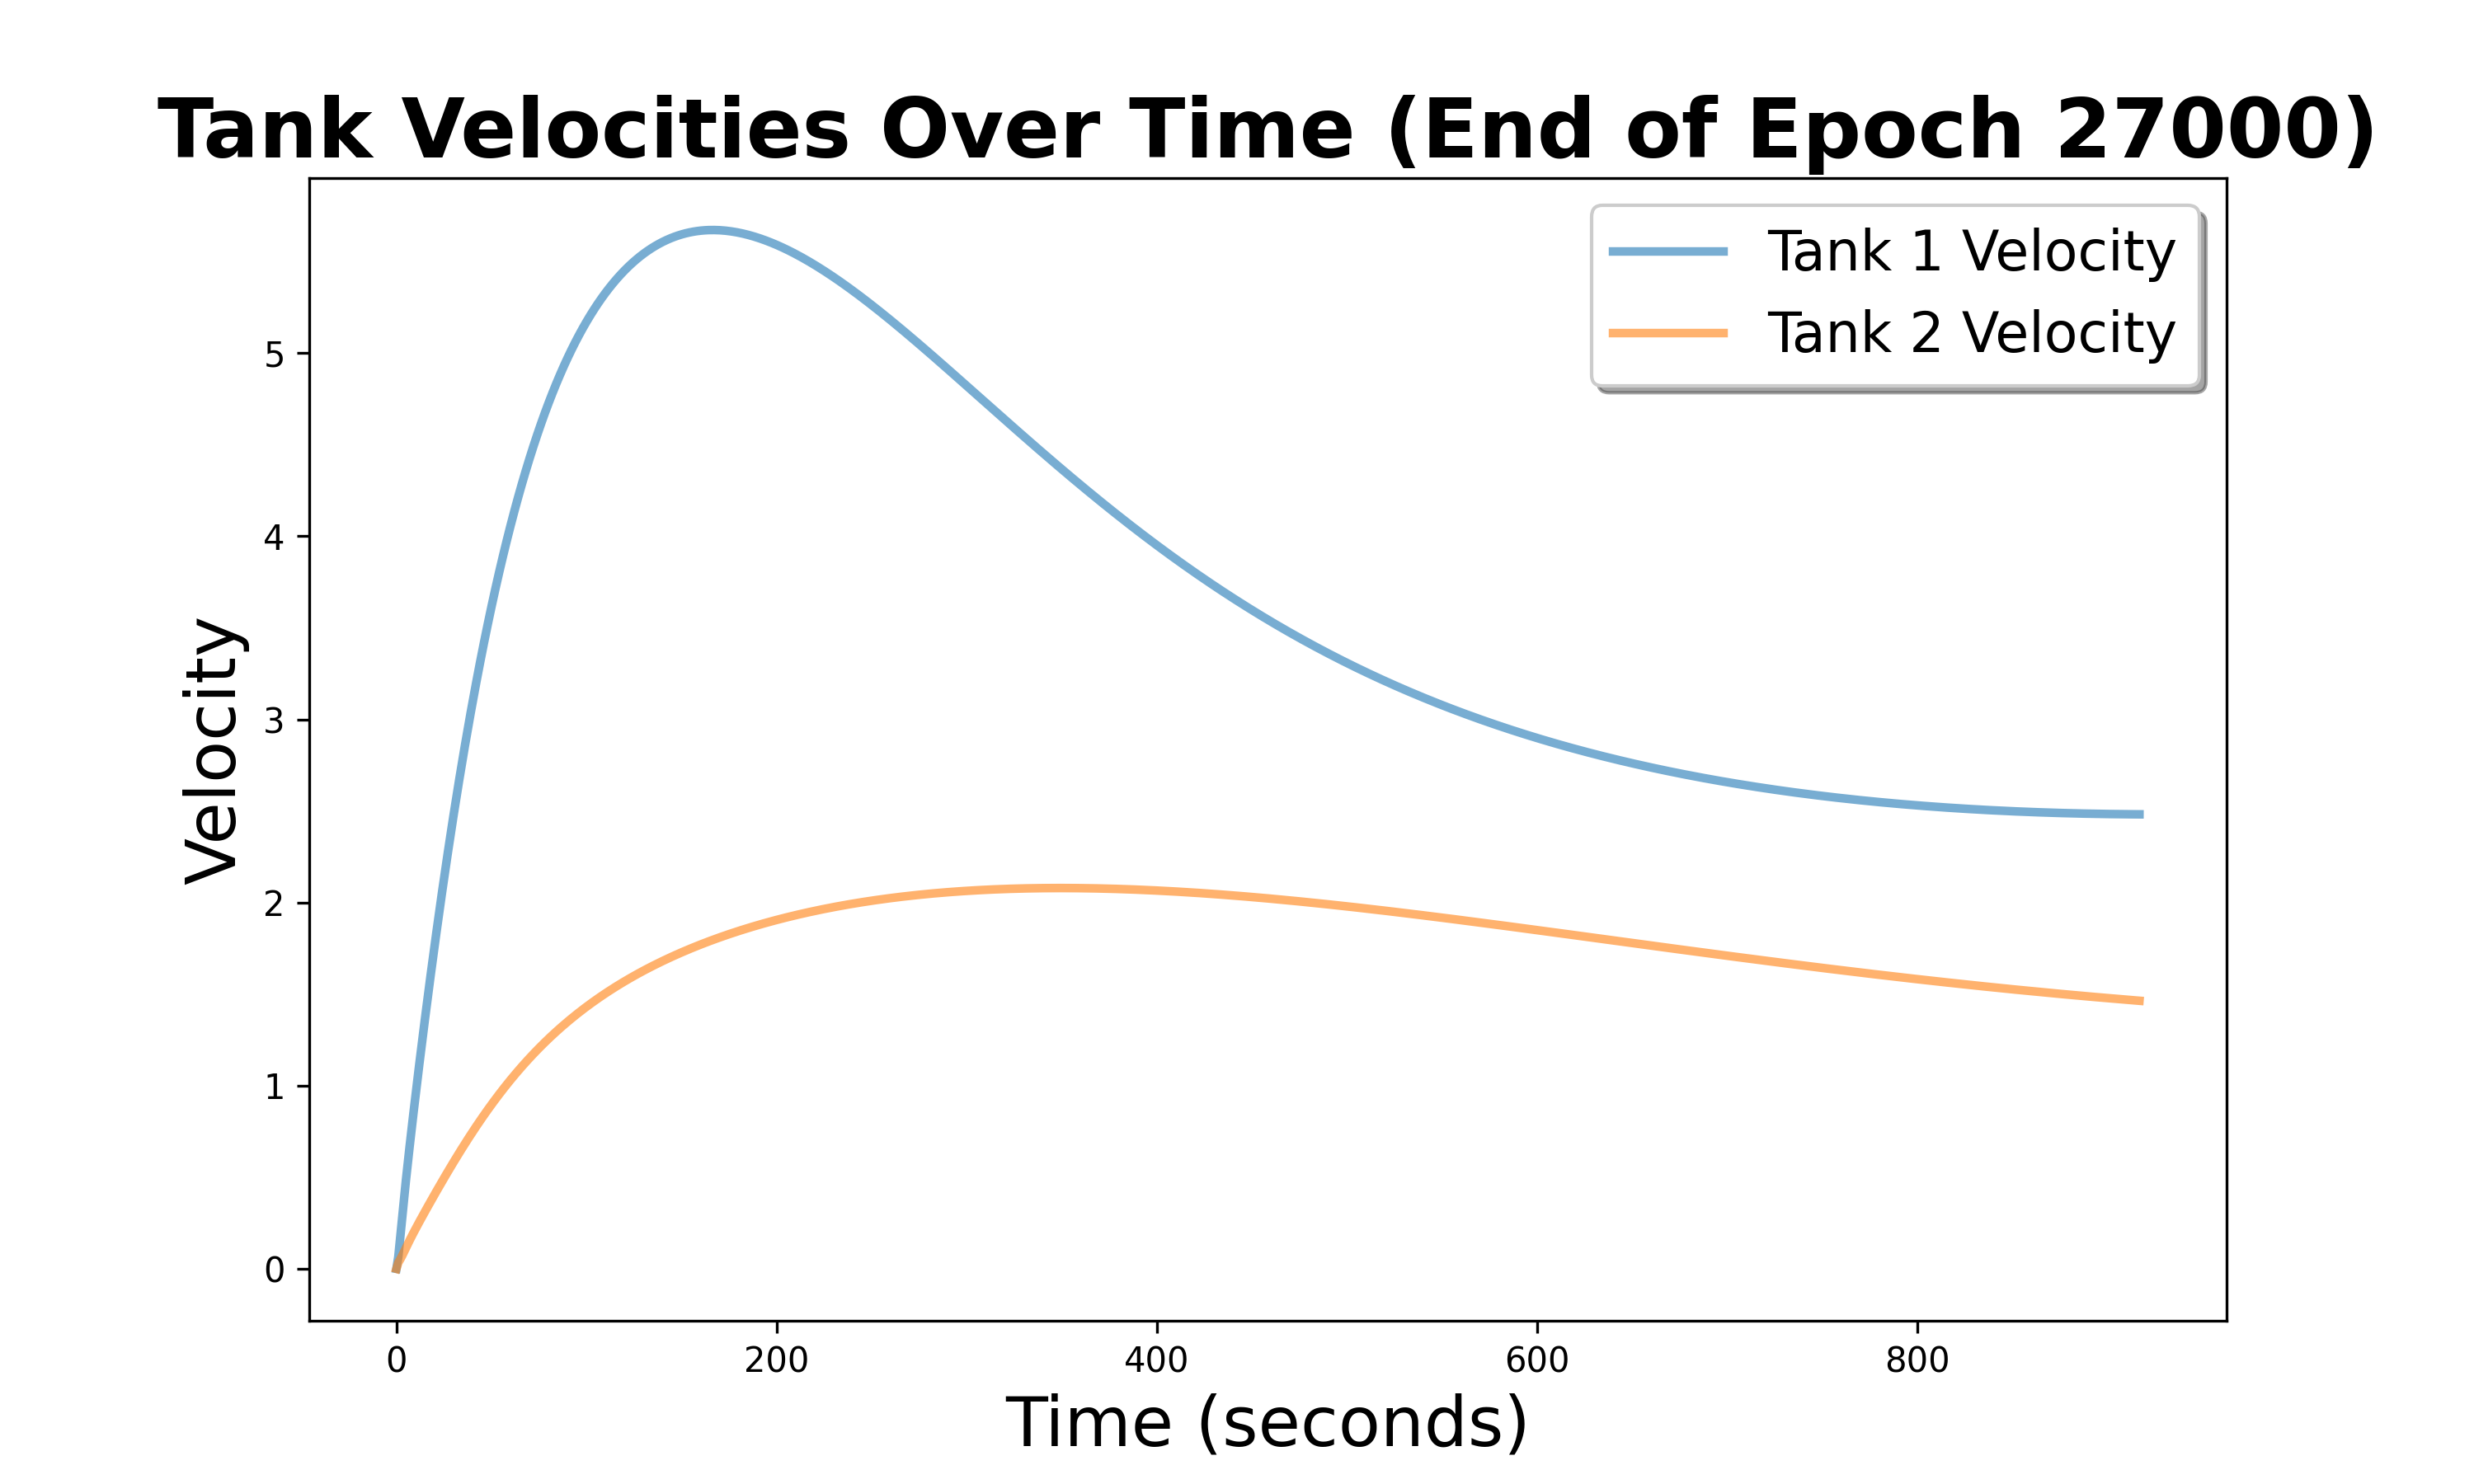 Tank Velocities Over Time (End of Epoch 27000)
Tank 1 Velocity
Tank 2 Velocity
Velocity
5
4
3
2
1
0
0 200 400 600 800
Time (seconds)